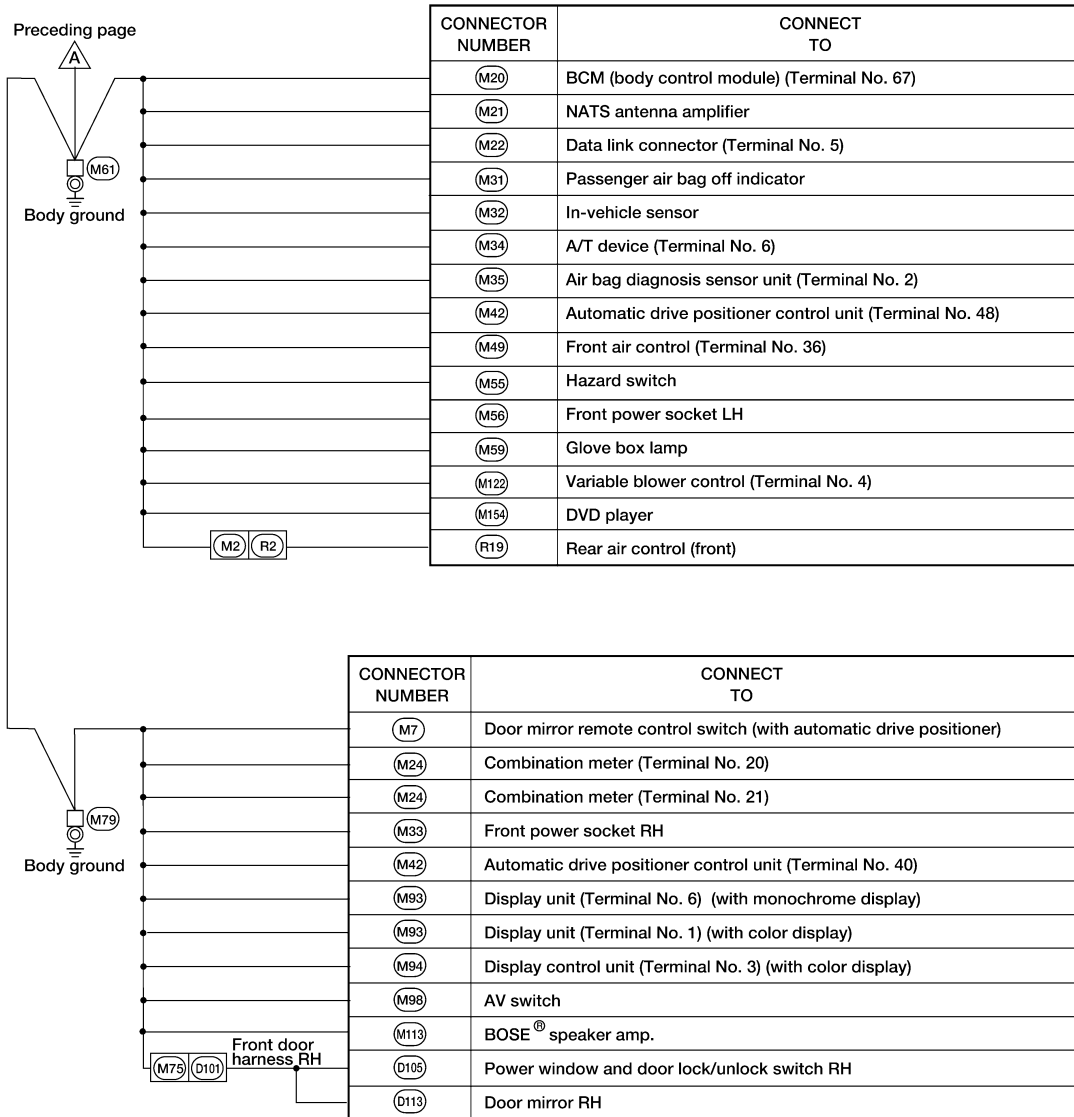 Preceding page
A
M61
Body ground
CONNECTOR NUMBER CONNECT TO
M20 BCM (body control module) (Terminal No. 67)
M21 NATS antenna amplifier
M22 Data link connector (Terminal No. 5)
M31 Passenger air bag off indicator
M32 In-vehicle sensor
M34 A/T device (Terminal No. 6)
M35 Air bag diagnosis sensor unit (Terminal No. 2)
M42 Automatic drive positioner control unit (Terminal No. 48)
M49 Front air control (Terminal No. 36)
M55 Hazard switch
M56 Front power socket LH
M59 Glove box lamp
M122 Variable blower control (Terminal No. 4)
M154 DVD player
M2 R2 R19 Rear air control (front)
M79
Body ground
CONNECTOR NUMBER CONNECT TO
M7 Door mirror remote control switch (with automatic drive positioner)
M24 Combination meter (Terminal No. 20)
M24 Combination meter (Terminal No. 21)
M33 Front power socket RH
M42 Automatic drive positioner control unit (Terminal No. 40)
M93 Display unit (Terminal No. 6) (with monochrome display)
M93 Display unit (Terminal No. 1) (with color display)
M94 Display control unit (Terminal No. 3) (with color display)
M98 AV switch
M113 BOSE® speaker amp.
Front door
harness RH
M75 D101 D105 Power window and door lock/unlock switch RH
D113 Door mirror RH